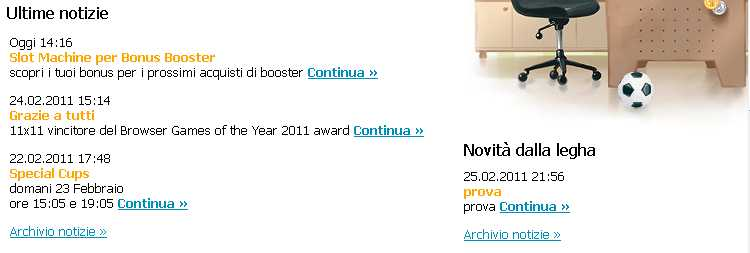 Ultime notizie
Oggi 14:16
Slot Machine per Bonus Booster
scopri i tuoi bonus per i prossimi acquisti di booster Continua »
24.02.2011 15:14
Grazie a tutti
11x11 vincitore del Browser Games of the Year 2011 award Continua »
22.02.2011 17:48
Special Cups
domani 23 Febbraio
ore 15:05 e 19:05 Continua »
Archivio notizie »
Novità dalla legha
25.02.2011 21:56
prova
prova Continua »
Archivio notizie »